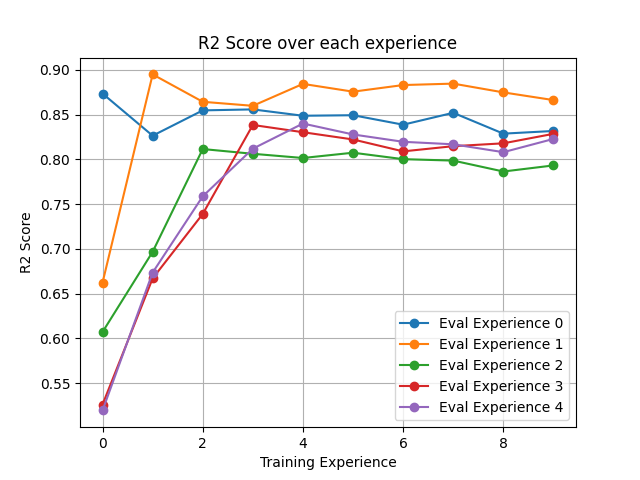 R2 Score over each experience
0.90
0.85
0.80
0.75
0.70
0.65
0.60
0.55
R2 Score
0 2 4 6 8
Training Experience
Eval Experience 0
Eval Experience 1
Eval Experience 2
Eval Experience 3
Eval Experience 4